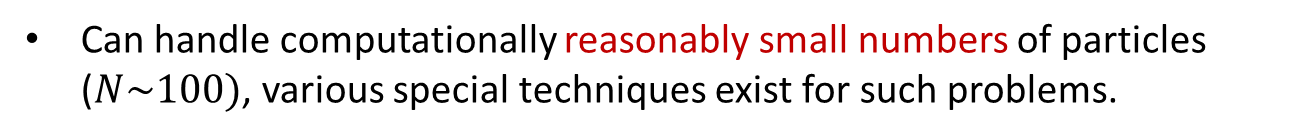 • Can handle computationally reasonably small numbers of particles
(N~100), various special techniques exist for such problems.